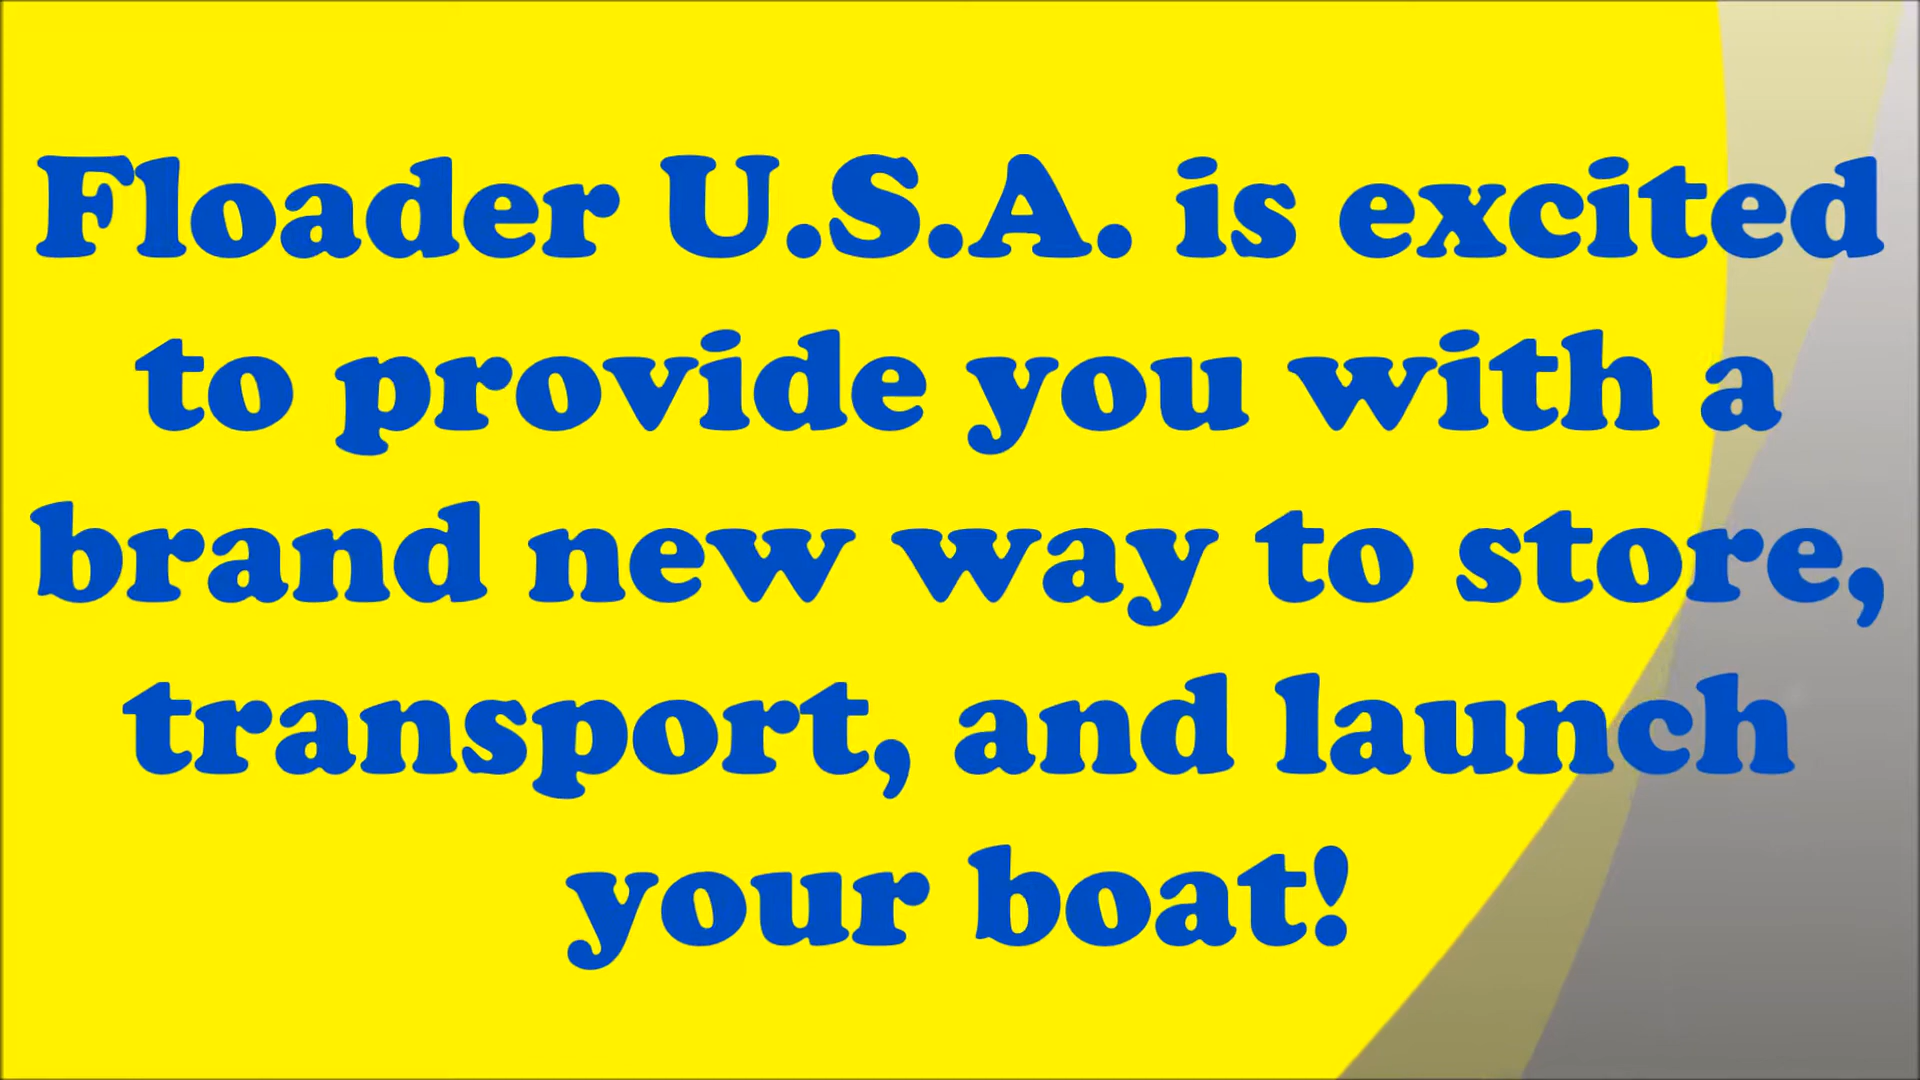 Floader U.S.A. is excited
to provide you with a
brand new way to store,
transport, and launch
your boat!